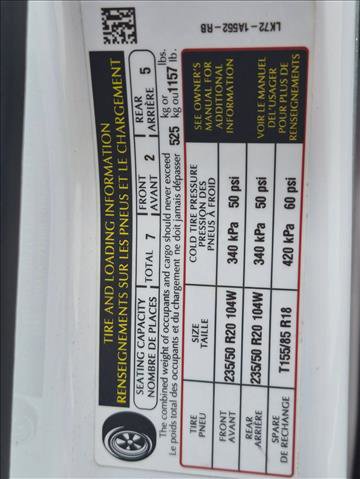 LK72-1A552-RB
TIRE AND LOADING INFORMATION
RENSEIGNEMENTS SUR LES PNEUS ET LE CHARGEMENT
SEATING CAPACITY TOTAL 7 FRONT 2 REAR 5
NOMBRE DE PLACES AVANT ARRIÈRE
The combined weight of occupants and cargo should never exceed 525 kg or 1157 lbs.
Le poids total des occupants et du chargement ne doit jamais dépasser kg ou lb.
TIRE SIZE COLD TIRE PRESSURE
PNEU TAILLE PRESSION DES
PNEUS À FROID
FRONT
AVANT 235/50 R20 104W 340 kPa 50 psi
REAR
ARRIÈRE 235/50 R20 104W 340 kPa 50 psi
SPARE
DE RECHANGE T155/85 R18 420 kPa 60 psi
SEE OWNER'S
MANUAL FOR
ADDITIONAL
INFORMATION
VOIR LE MANUEL
DE L'USAGER
POUR PLUS DE
RENSEIGNEMENTS